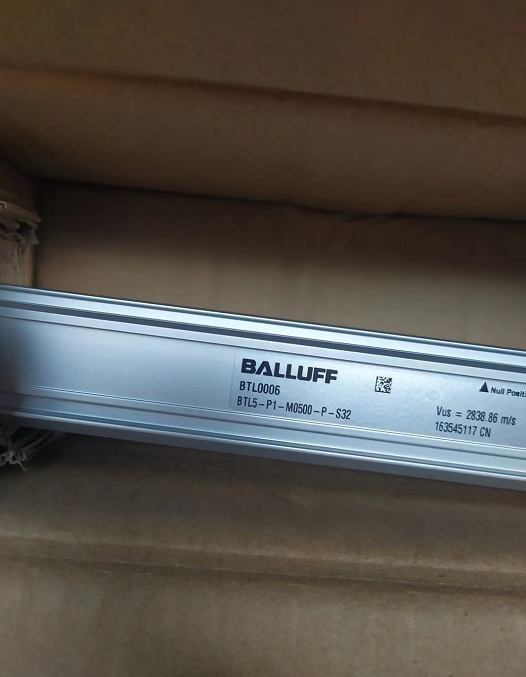 BALLUFF
BTL0006
BTL5-P1-M0500-P-S32
Null Positi
Vus = 2838.86 m/s
163545117 CN